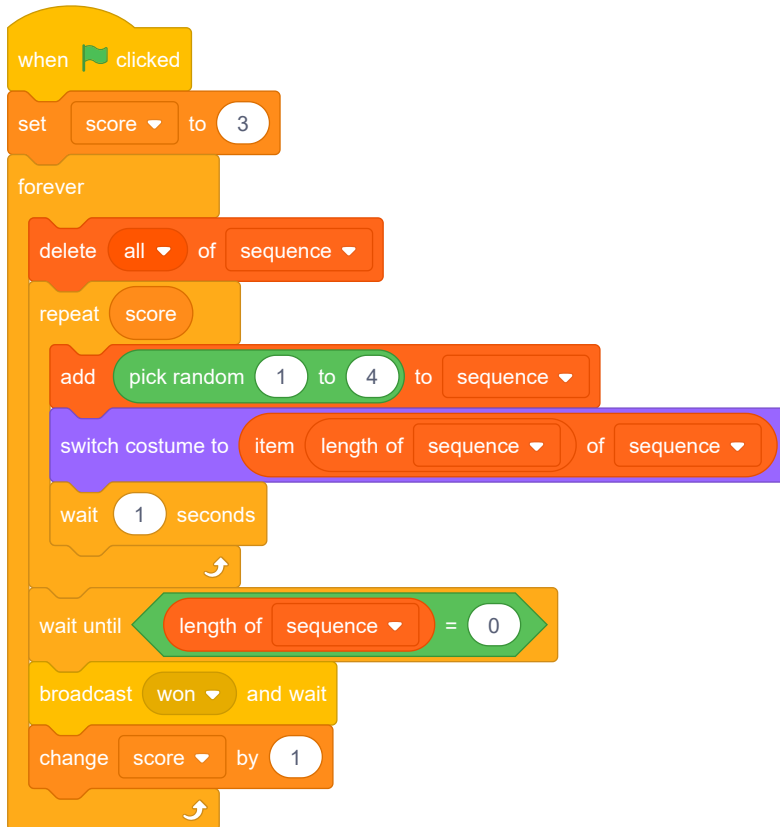 when clicked
set score to 3
forever
delete all of sequence
repeat score
add pick random 1 to 4 to sequence
switch costume to item length of sequence of sequence
wait 1 seconds
wait until length of sequence = 0
broadcast won and wait
change score by 1